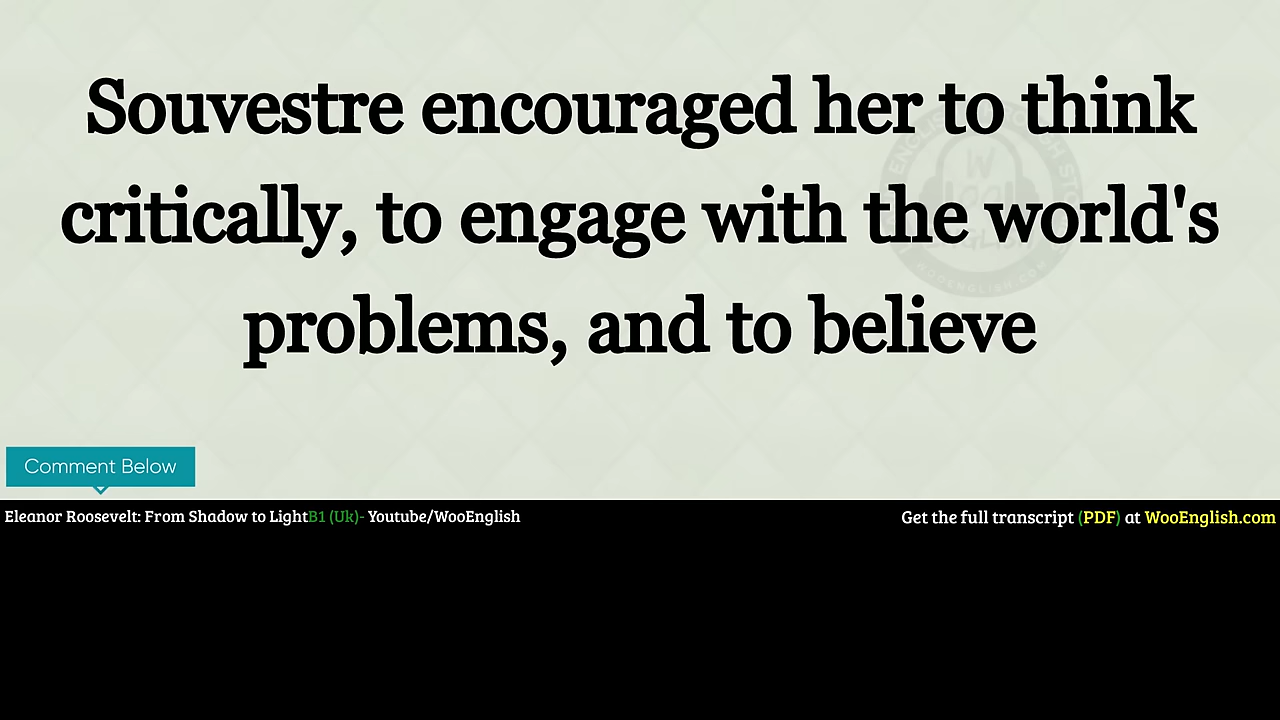 Souvestre encouraged her to think
critically, to engage with the world's
problems, and to believe
Comment Below
Eleanor Roosevelt: From Shadow to LightB1 (Uk)- Youtube/WooEnglish
Get the full transcript (PDF) at WooEnglish.com